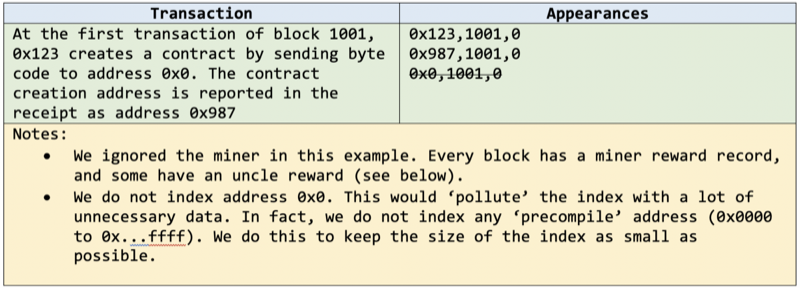 Transaction Appearances
At the first transaction of block 1001, 0x123,1001,0
0x123 creates a contract by sending byte 0x987,1001,0
code to address 0x0. The contract 0x0,1001,0
creation address is reported in the
receipt as address 0x987
Notes:
• We ignored the miner in this example. Every block has a miner reward record,
and some have an uncle reward (see below).
• We do not index address 0x0. This would ‘pollute’ the index with a lot of
unnecessary data. In fact, we do not index any ‘precompile’ address (0x0000
to 0x...ffff). We do this to keep the size of the index as small as
possible.